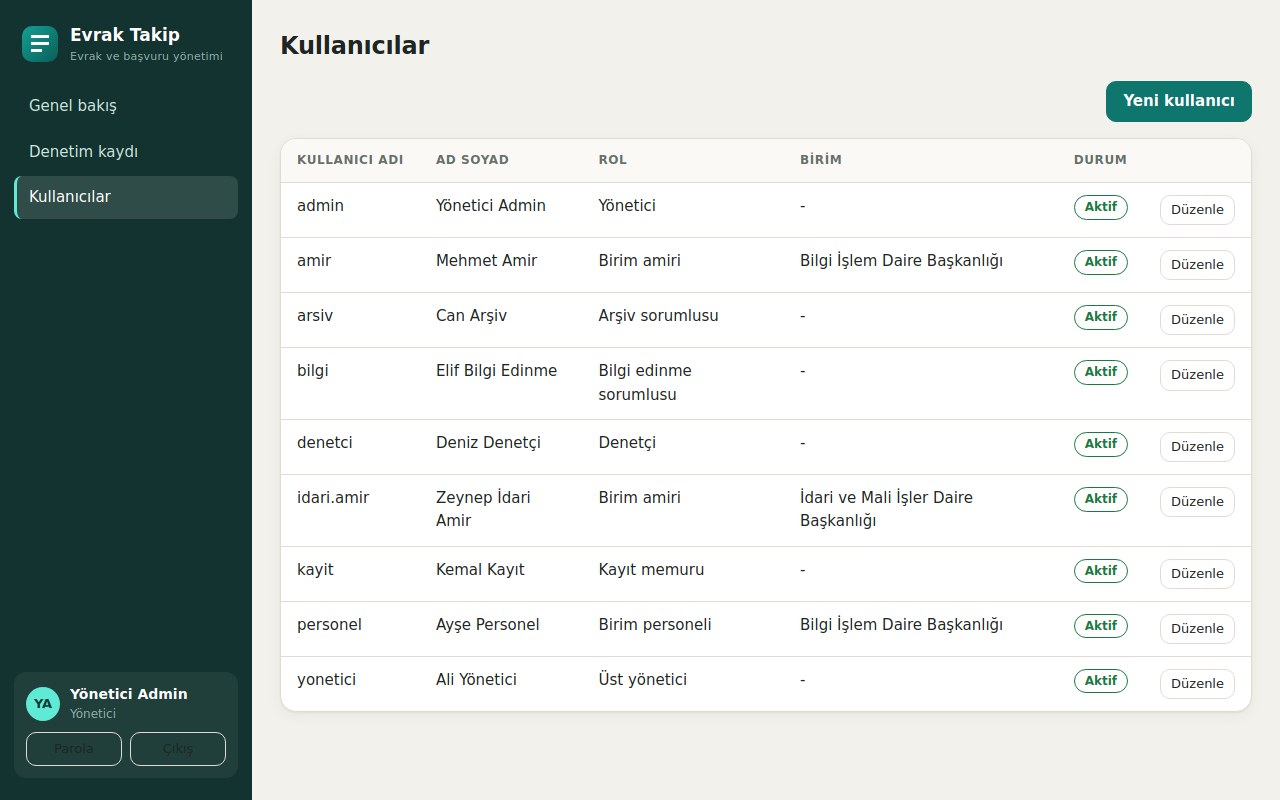 Evrak Takip
Evrak ve başvuru yönetimi
Genel bakış
Denetim kaydı
Kullanıcılar
YA
Yönetici Admin
Yönetici
Parola
Çıkış
Kullanıcılar
Yeni kullanıcı
KULLANICI ADI AD SOYAD ROL BİRİM DURUM
admin Yönetici Admin Yönetici - Aktif Düzenle
amir Mehmet Amir Birim amiri Bilgi İşlem Daire Başkanlığı Aktif Düzenle
arsiv Can Arşiv Arşiv sorumlusu - Aktif Düzenle
bilgi Elif Bilgi Edinme Bilgi edinme - Aktif Düzenle
sorumlusu
denetci Deniz Denetçi Denetçi - Aktif Düzenle
idari.amir Zeynep İdari Birim amiri İdari ve Mali İşler Daire Aktif Düzenle
Amir Başkanlığı
kayit Kemal Kayıt Kayıt memuru - Aktif Düzenle
personel Ayşe Personel Birim personeli Bilgi İşlem Daire Başkanlığı Aktif Düzenle
yonetici Ali Yönetici Üst yönetici - Aktif Düzenle